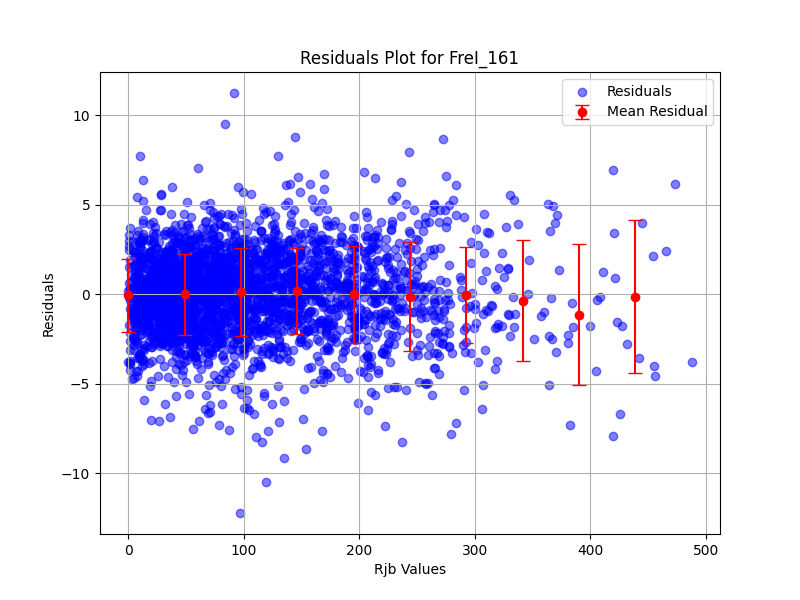 Residuals Plot for FreI_161
Residuals
Mean Residual
10
5
0
−5
−10
Residuals
0
100
200
300
400
500
Rjb Values